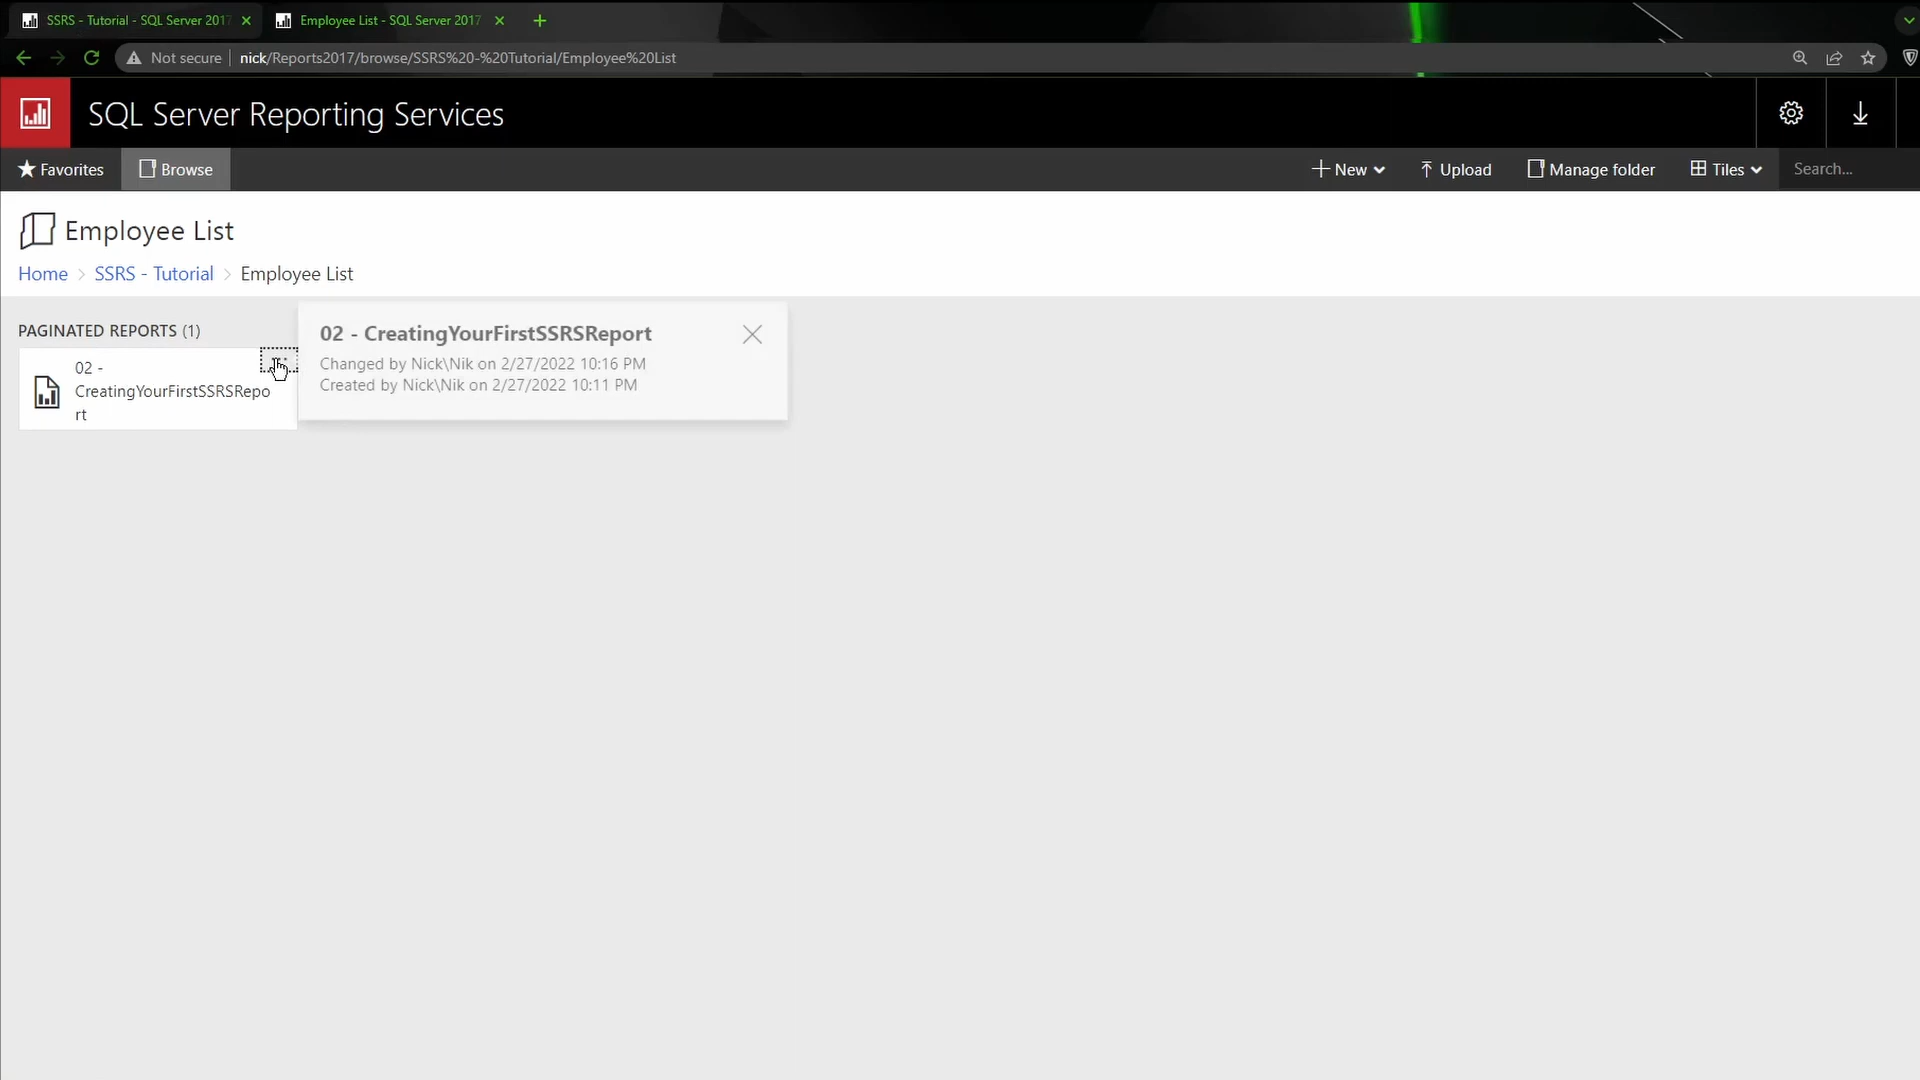 SSRS - Tutorial - SQL Server 2017
Employee List - SQL Server 2017
Not secure
nick/Reports2017/browse/SSRS%20-%20Tutorial/Employee%20List
SQL Server Reporting Services
Favorites
Browse
New
Upload
Manage folder
Tiles
Search...
Employee List
Home > SSRS - Tutorial > Employee List
PAGINATED REPORTS (1)
02 -
CreatingYourFirstSSRSRepo
rt
02 - CreatingYourFirstSSRSReport
Changed by Nick\Nik on 2/27/2022 10:16 PM
Created by Nick\Nik on 2/27/2022 10:11 PM